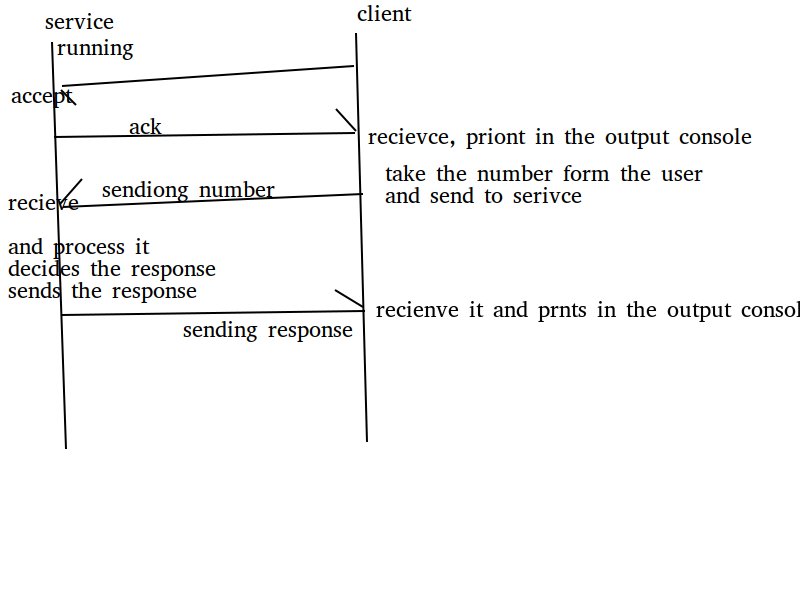 service
client
running
accept
ack
recievce, priont in the output console
take the number form the user
and send to serivce
sendiong number
recieve
and process it
decides the response
sends the response
recienve it and prnts in the output consol
sending response